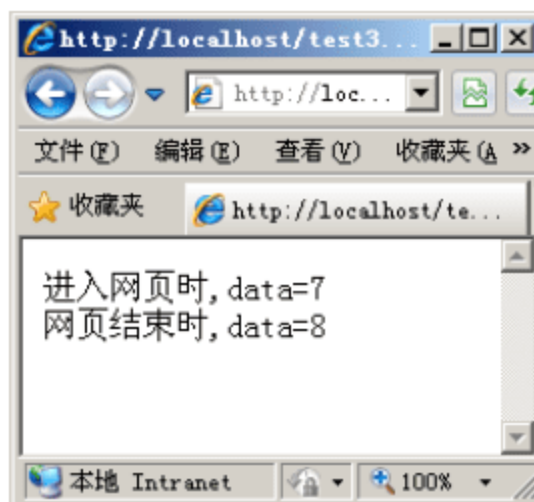 http://localhost/test3...
http://loc...
文件(F) 编辑(E) 查看(V) 收藏夹(A »
收藏夹 http://localhost/te...
进入网页时,data=7
网页结束时,data=8
本地 Intranet 100%